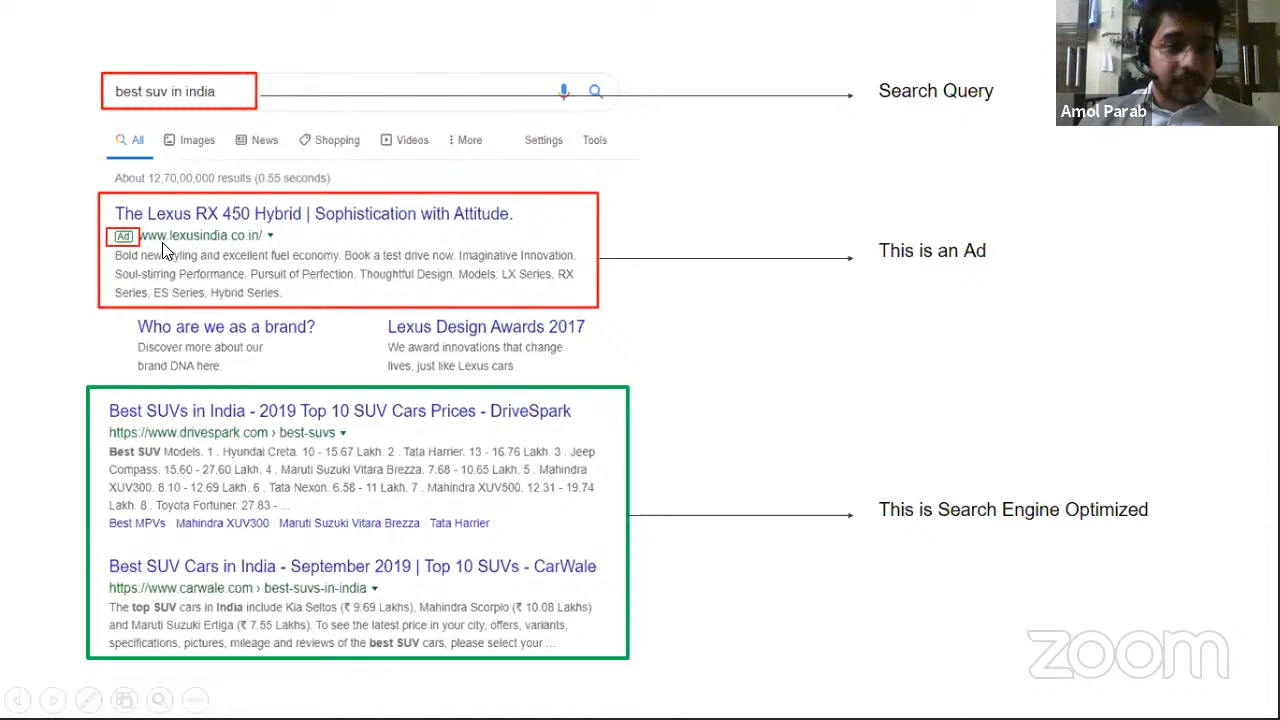 best suv in india
Search Query
Amol Parab
All Images News Shopping Videos More Settings Tools
About 12,70,00,000 results (0.55 seconds)
The Lexus RX 450 Hybrid | Sophistication with Attitude.
Ad www.lexusindia.co.in/
This is an Ad
Bold new styling and excellent fuel economy. Book a test drive now. Imaginative Innovation.
Soul-stirring Performance. Pursuit of Perfection. Thoughtful Design. Models: LX Series, RX
Series, ES Series, Hybrid Series.
Who are we as a brand? Lexus Design Awards 2017
Discover more about our We award innovations that change
brand DNA here. lives, just like Lexus cars
Best SUVs in India - 2019 Top 10 SUV Cars Prices - DriveSpark
https://www.drivespark.com › best-suvs
Best SUV Models. 1 . Hyundai Creta. 10 - 15.67 Lakh. 2 . Tata Harrier. 13 - 16.76 Lakh. 3 . Jeep
Compass. 15.60 - 27.60 Lakh. 4 . Maruti Suzuki Vitara Brezza. 7.68 - 10.65 Lakh. 5 . Mahindra
XUV300. 8.10 - 12.69 Lakh. 6 . Tata Nexon. 6.58 - 11 Lakh. 7 . Mahindra XUV500. 12.31 - 19.74
Lakh. 8 . Toyota Fortuner. 27.83 - ...
Best MPVs · Mahindra XUV300 · Maruti Suzuki Vitara Brezza · Tata Harrier
This is Search Engine Optimized
Best SUV Cars in India - September 2019 | Top 10 SUVs - CarWale
https://www.carwale.com › best-suvs-in-india
The top SUV cars in India include Kia Seltos (₹ 9.69 Lakhs), Mahindra Scorpio (₹ 10.08 Lakhs)
and Maruti Suzuki Ertiga (₹ 7.55 Lakhs). To see the latest price in your city, offers, variants,
specifications, pictures, mileage and reviews of the best SUV cars, please select your ...
zoom